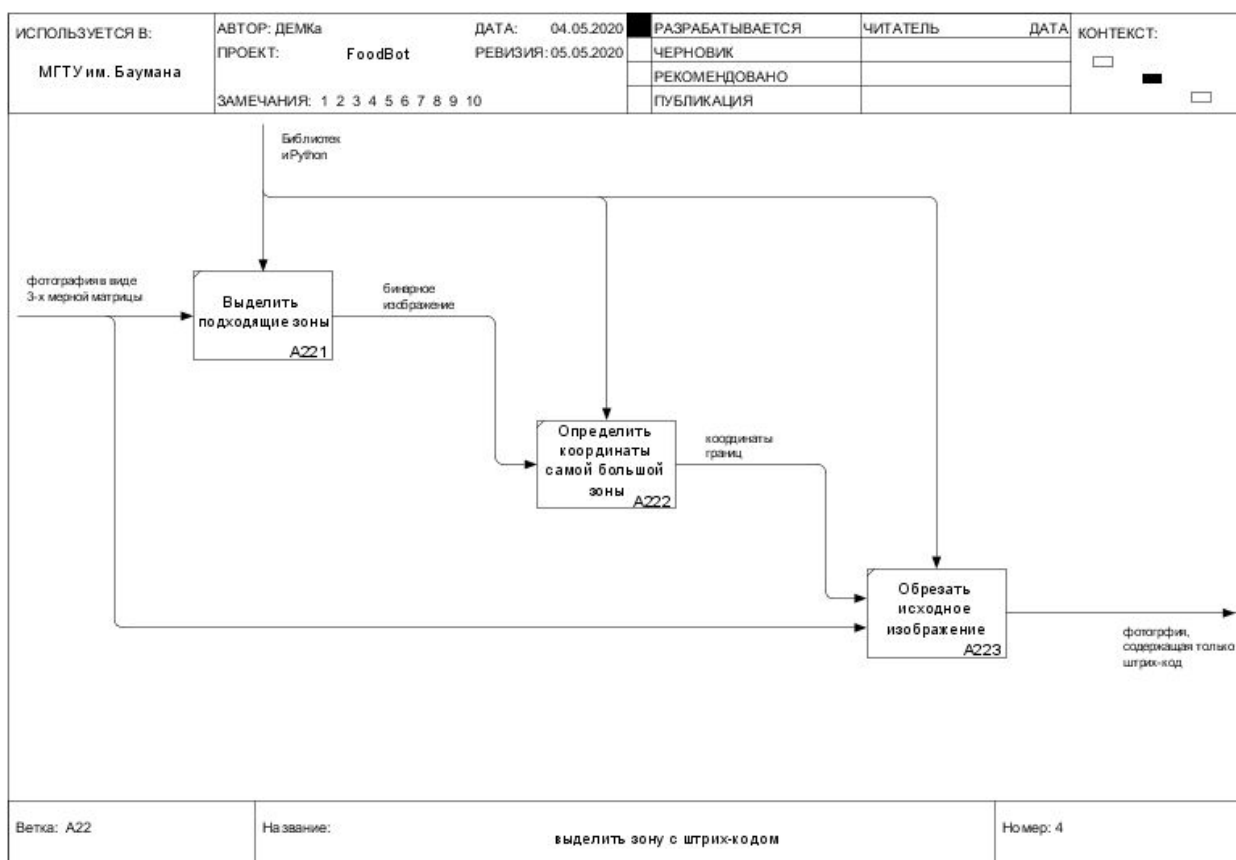 ИСПОЛЬЗУЕТСЯ В:
МГТУ им. Баумана
АВТОР: ДЕМКа
ДАТА: 04.05.2020
ПРОЕКТ: FoodBot
РЕВИЗИЯ: 05.05.2020
ЗАМЕЧАНИЯ: 1 2 3 4 5 6 7 8 9 10
РАЗРАБАТЫВАЕТСЯ
ЧЕРНОВИК
РЕКОМЕНДОВАНО
ПУБЛИКАЦИЯ
ЧИТАТЕЛЬ
ДАТА
КОНТЕКСТ:
Библиотек
и Python
фотография в виде
3-х мерной матрицы
Выделить
подходящие зоны
A221
бинарное
изображение
Определить
координаты
самой большой
зоны
A222
координаты
границ
Обрезать
исходное
изображение
A223
фотогрфия,
содержащая только
штрих-код
Ветка: A22
Название:
выделить зону с штрих-кодом
Номер: 4